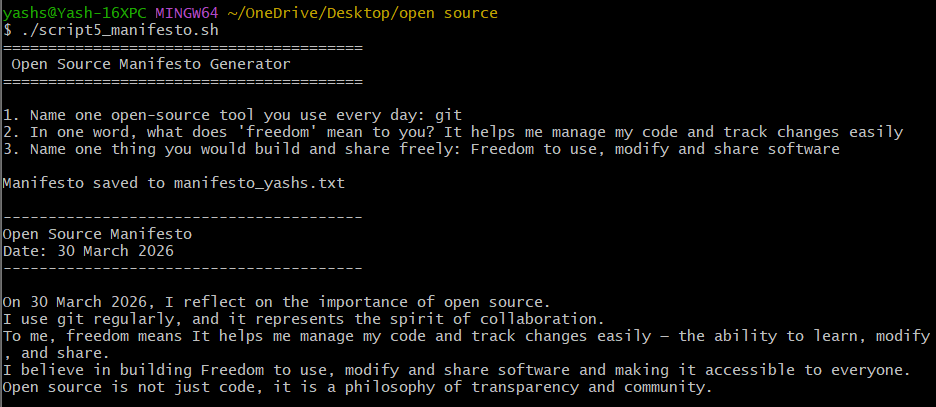 yashs@Yash-16XPC MINGW64 ~/OneDrive/Desktop/open source
$ ./script5_manifesto.sh
========================================
 Open Source Manifesto Generator
========================================
1. Name one open-source tool you use every day: git
2. In one word, what does 'freedom' mean to you? It helps me manage my code and track changes easily
3. Name one thing you would build and share freely: Freedom to use, modify and share software
Manifesto saved to manifesto_yashs.txt
----------------------------------------
Open Source Manifesto
Date: 30 March 2026
----------------------------------------
On 30 March 2026, I reflect on the importance of open source.
I use git regularly, and it represents the spirit of collaboration.
To me, freedom means It helps me manage my code and track changes easily — the ability to learn, modify
, and share.
I believe in building Freedom to use, modify and share software and making it accessible to everyone.
Open source is not just code, it is a philosophy of transparency and community.